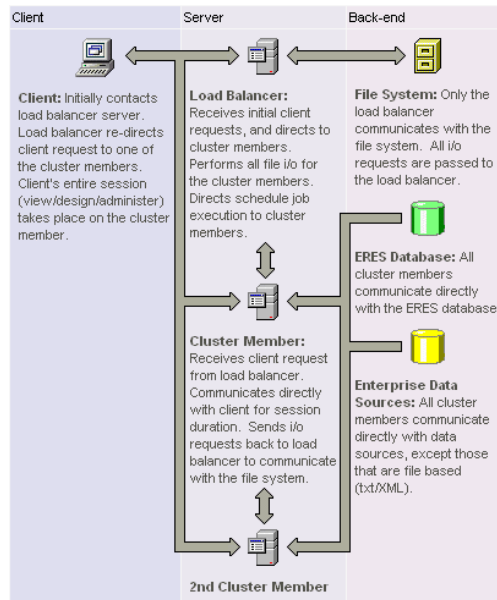 Client
Server
Back-end
Client: Initially contacts
load balancer server.
Load balancer re-directs
client request to one of
the cluster members.
Client's entire session
(view/design/administer)
takes place on the cluster
member.
Load Balancer:
Receives initial client
requests, and directs to
cluster members.
Performs all file i/o for
the cluster members.
Directs schedule job
execution to cluster
members.
File System: Only the
load balancer
communicates with the
file system. All i/o
requests are passed to
the load balancer.
ERES Database: All
cluster members
communicate directly
with the ERES database
Cluster Member:
Receives client request
from load balancer.
Communicates directly
with client for session
duration. Sends i/o
requests back to load
balancer to communicate
with the file system.
Enterprise Data
Sources: All cluster
members communicate
directly with data
sources, except those
that are file based
(txt/XML).
2nd Cluster Member